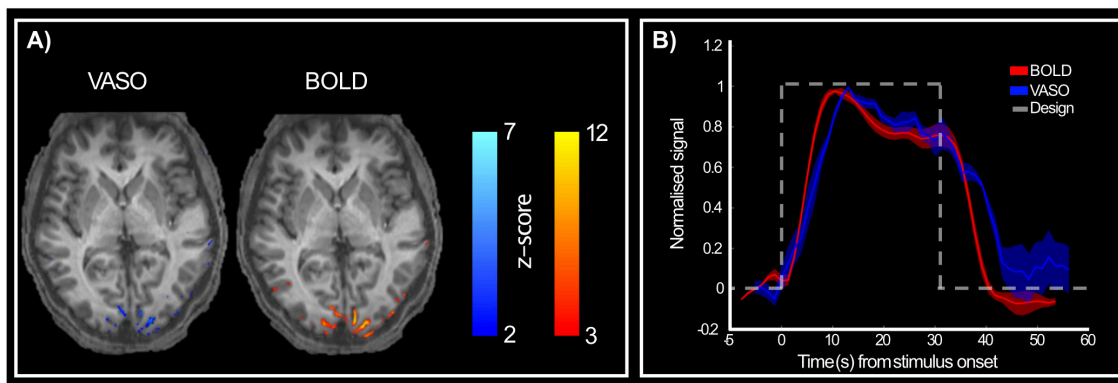 A)
VASO
BOLD
7
2
z-score
12
3
B)
1.2
1
0.8
0.6
0.4
0.2
0
-0.2
Normalised signal
BOLD
VASO
Design
-5 0 10 20 30 40 50 60
Time(s) from stimulus onset